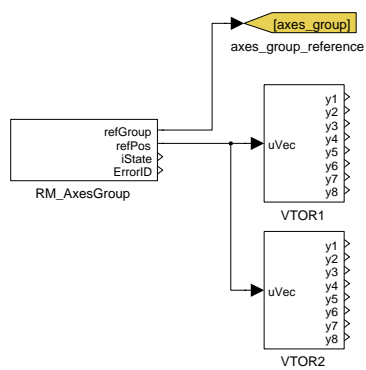 [axes_group]
axes_group_reference
refGroup
refPos
iState
ErrorID
RM_AxesGroup
uVec
y1
y2
y3
y4
y5
y6
y7
y8
VTOR1
uVec
y1
y2
y3
y4
y5
y6
y7
y8
VTOR2